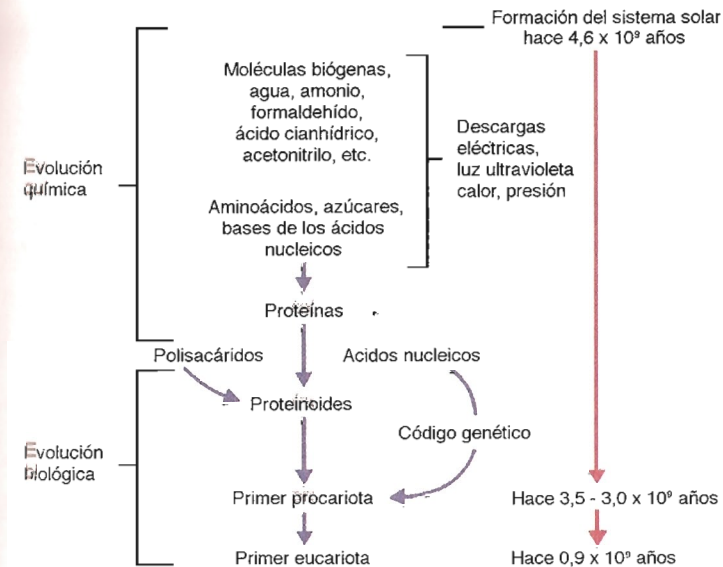 Formación del sistema solar
hace 4,6 x 10⁹ años
Moléculas biógenas,
agua, amonio,
formaldehído,
ácido cianhídrico,
acetonitrilo, etc.
Descargas
eléctricas,
luz ultravioleta
calor, presión
Evolución
química
Aminoácidos, azúcares,
bases de los ácidos
nucleicos
Proteínas
Polisacáridos
Acidos nucleicos
Proteinoides
Código genético
Evolución
biológica
Primer procariota
Hace 3,5 - 3,0 x 10⁹ años
Primer eucariota
Hace 0,9 x 10⁹ años